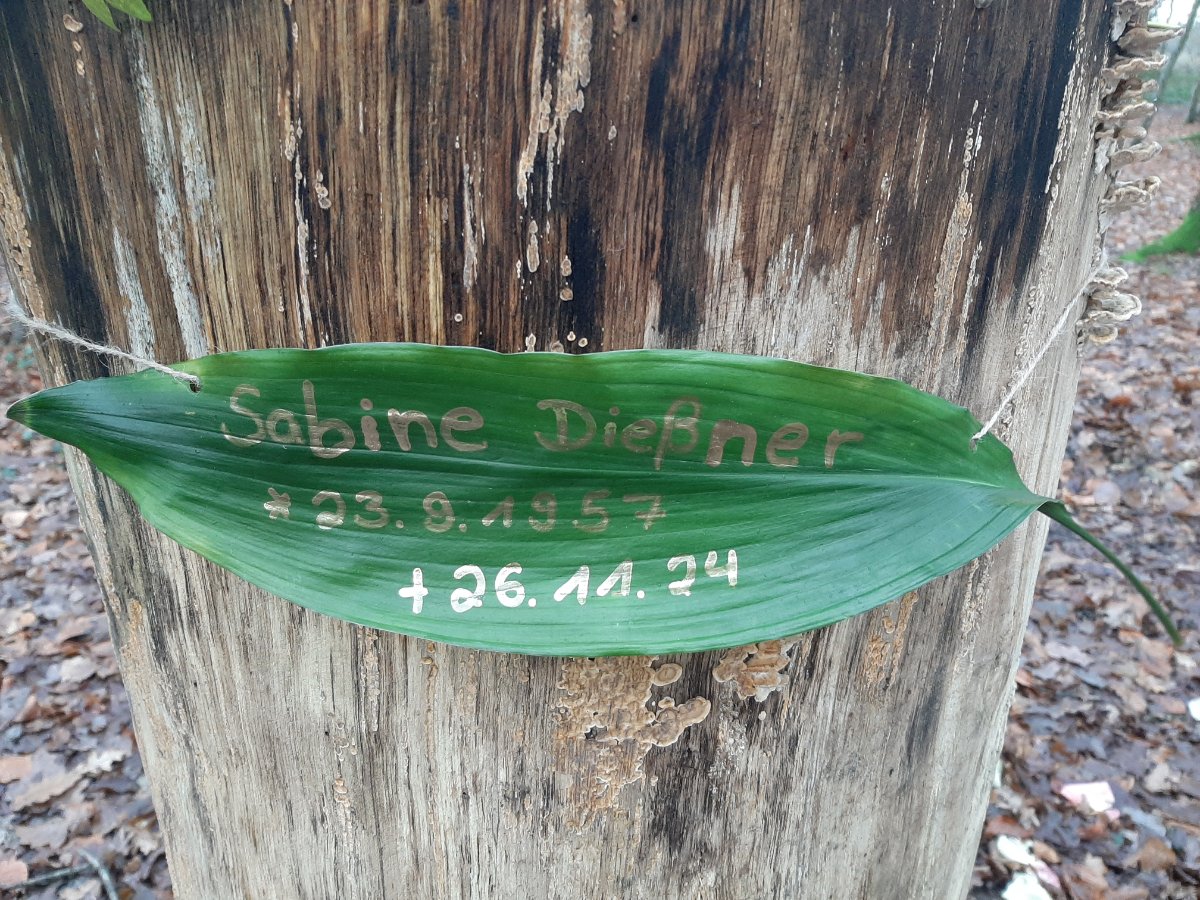 Sabine Dießner
* 23. 9. 1957
+ 26. 11. 24